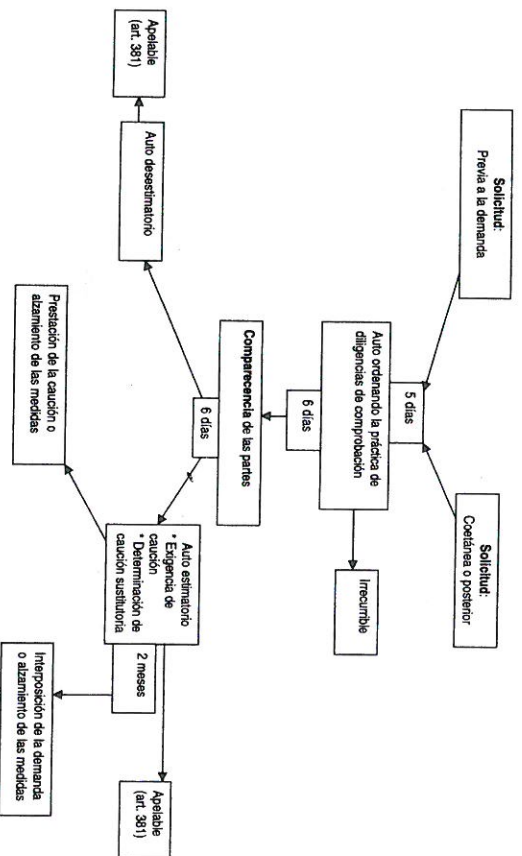 Solicitud:
Previa a la demanda
Solicitud:
Coetánea o posterior
5 días
Auto ordenando la práctica de
diligencias de comprobación
Irrecurrible
6 días
Comparecencia de las partes
6 días
Auto desestimatorio
Apelable
(art. 381)
Auto estimatorio
* Exigencia de
caución
* Determinación de
caución sustitutoria
2 meses
Apelable
(art. 381)
Prestación de la caución o
alzamiento de las medidas
Interposición de la demanda
o alzamiento de las medidas